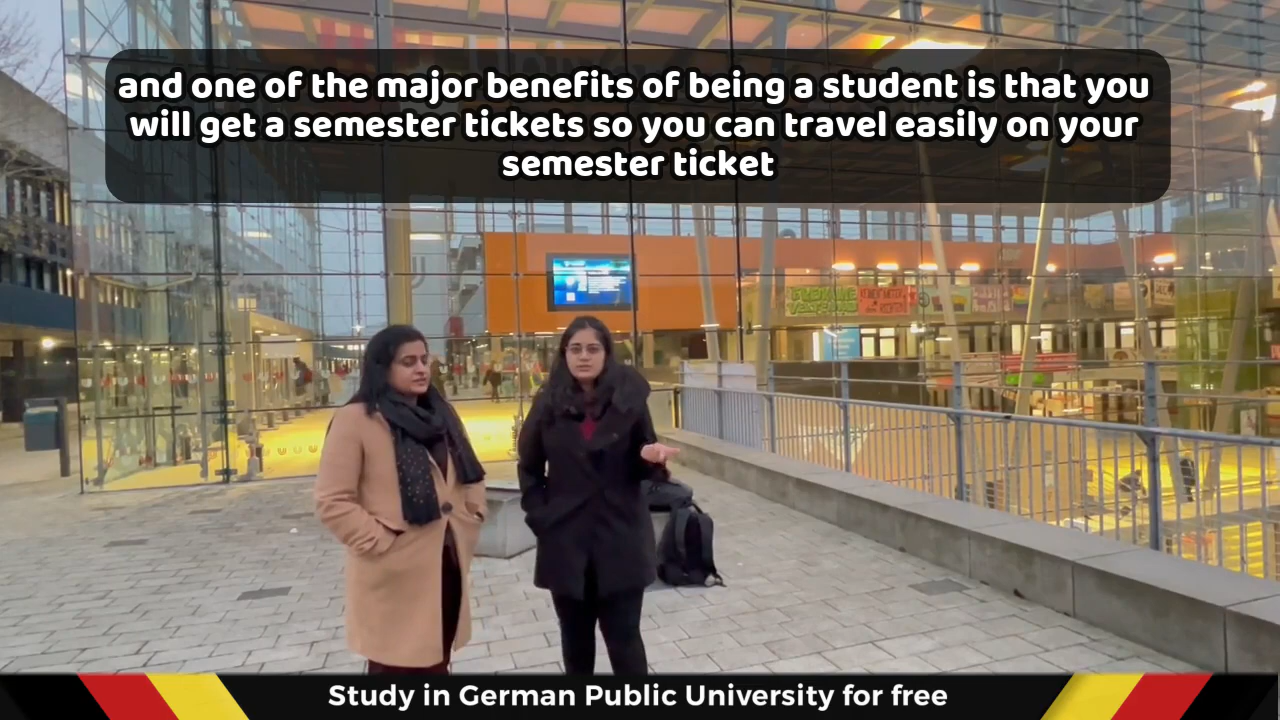 and one of the major benefits of being a student is that you
will get a semester tickets so you can travel easily on your
semester ticket
Study in German Public University for free